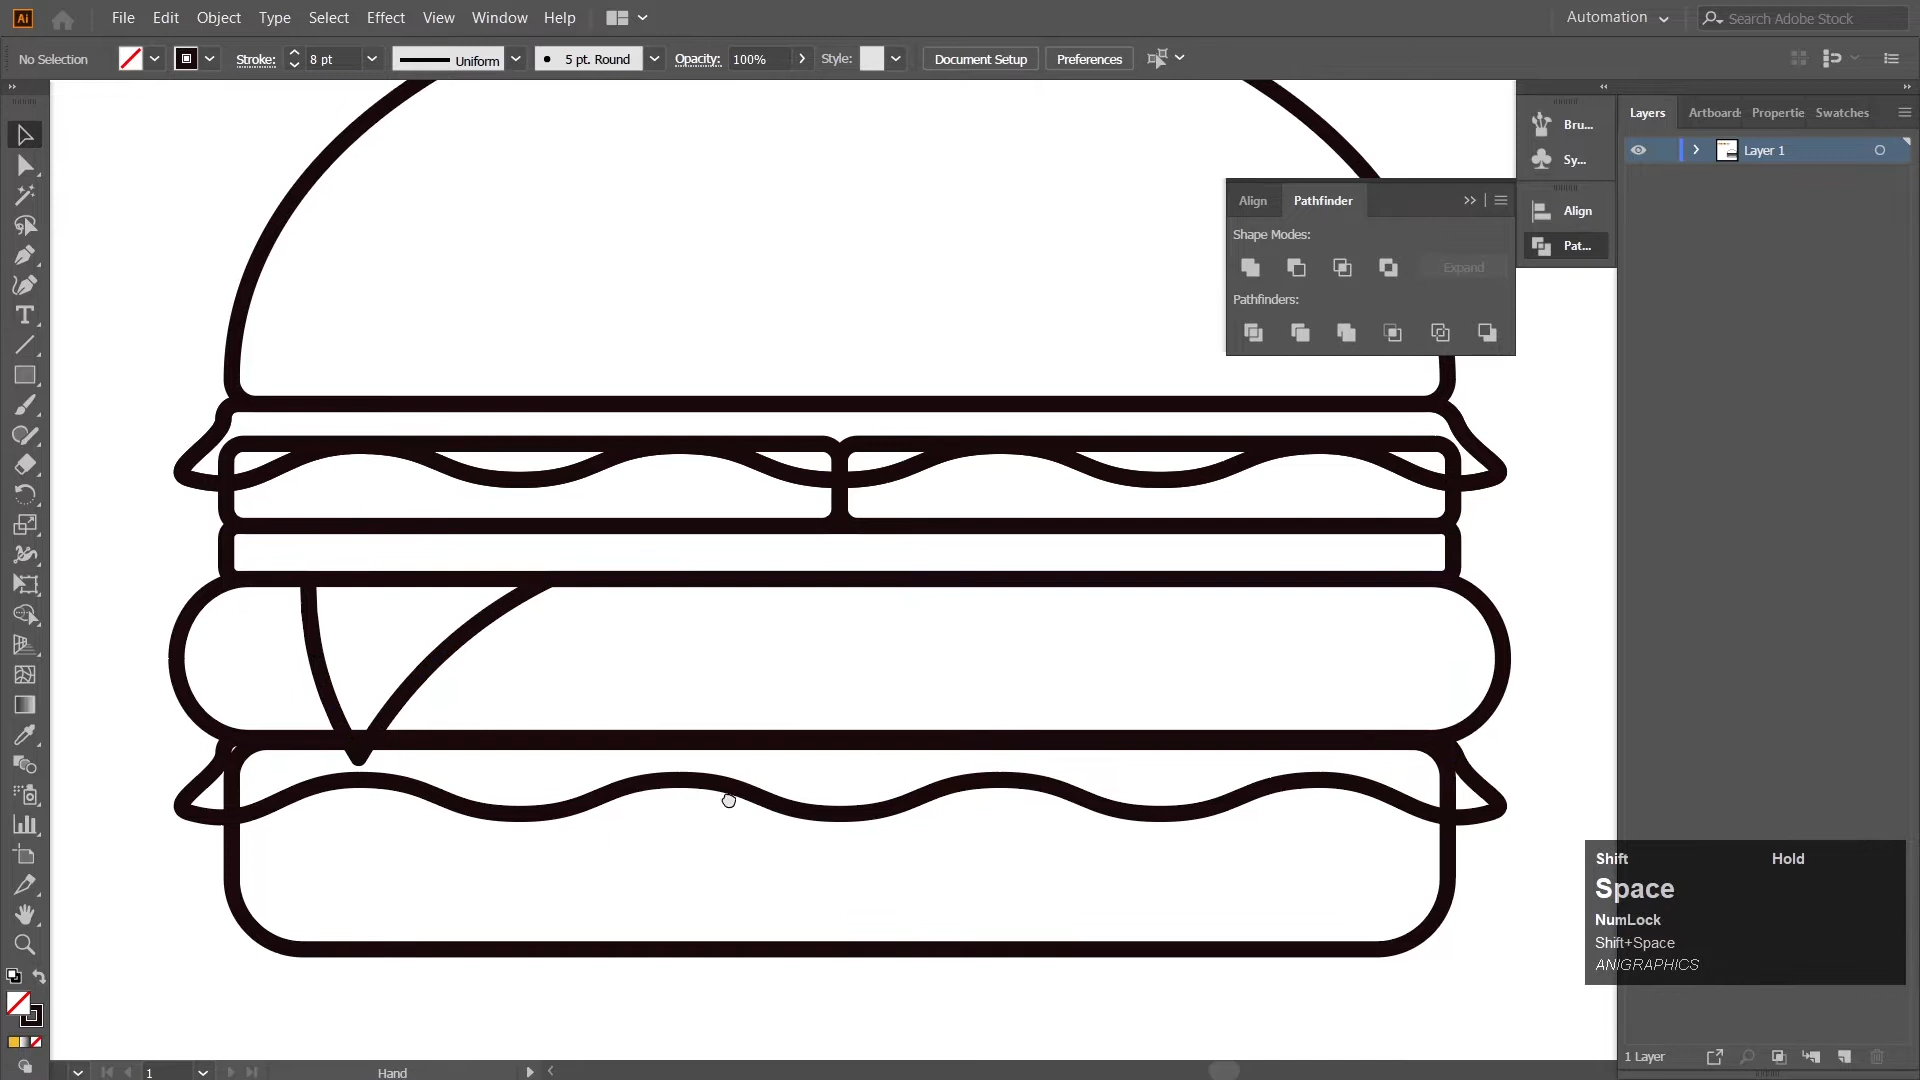 Ai File Edit Object Type Select Effect View Window Help Automation Search Adobe Stock
No Selection Stroke: 8 pt Uniform 5 pt. Round Opacity: 100% Style: Document Setup Preferences
Layers Artboard: Propertie Swatches
Bru...
Layer 1
Sy...
Align Pathfinder
Align
Shape Modes:
Pat...
Expand
Pathfinders:
Shift Hold
Space
NumLock
Shift+Space
ANIGRAPHICS
1 Layer
1 Hand